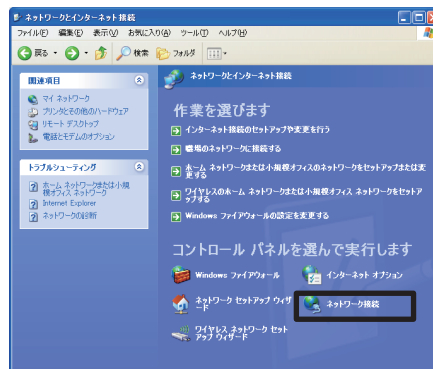 ネットワークとインターネット接続
ファイル(F) 編集(E) 表示(V) お気に入り(A) ツール(T) ヘルプ(H)
戻る 検索 フォルダ
関連項目
マイ ネットワーク
プリンタとその他のハードウェア
リモート デスクトップ
電話とモデムのオプション
トラブルシューティング
ホーム ネットワークまたは小規
模オフィス ネットワーク
Internet Explorer
ネットワークの診断
ネットワークとインターネット接続
作業を選びます
インターネット接続のセットアップや変更を行う
職場のネットワークに接続する
ホーム ネットワークまたは小規模オフィスのネットワークをセットアップまたは変
更する
ワイヤレスのホーム ネットワークまたは小規模オフィス ネットワークをセットア
ップする
Windows ファイアウォールの設定を変更する
コントロール パネルを選んで実行します
Windows ファイアウォール
インターネット オプション
ネットワーク セットアップ ウィザ
ード
ネットワーク接続
ワイヤレス ネットワーク セット
アップ ウィザード